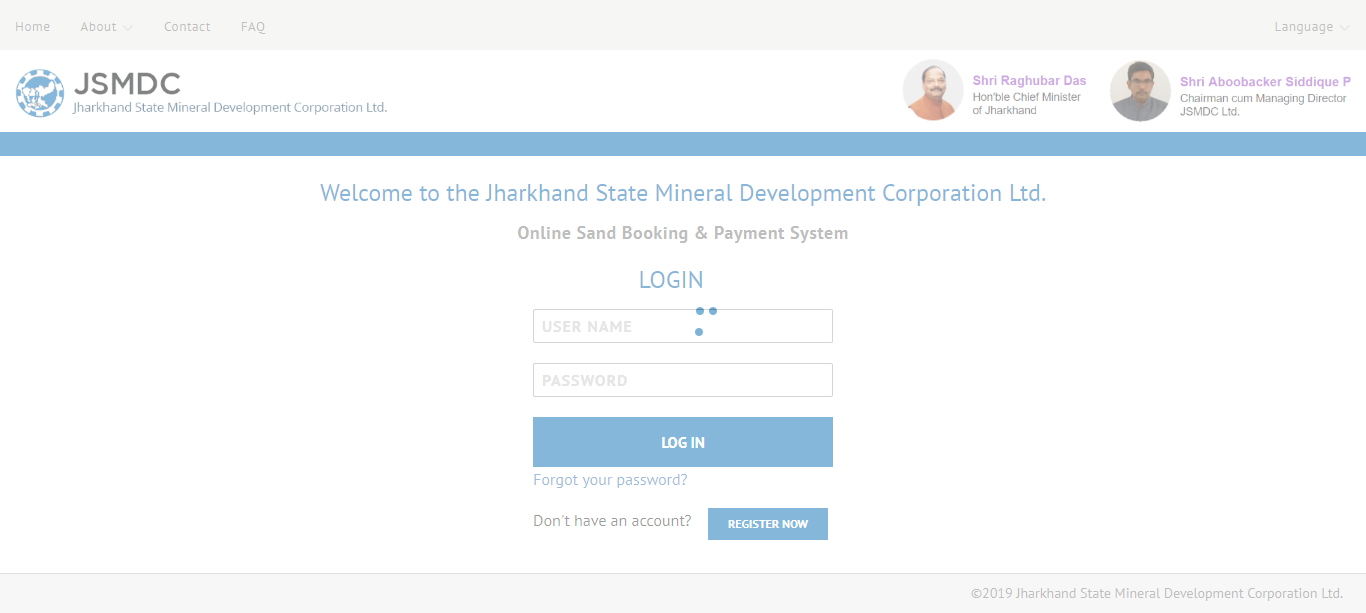 Home About Contact FAQ Language
JSMDC
Jharkhand State Mineral Development Corporation Ltd.
Shri Raghubar Das
Hon'ble Chief Minister
of Jharkhand
Shri Aboobacker Siddique P
Chairman cum Managing Director
JSMDC Ltd.
Welcome to the Jharkhand State Mineral Development Corporation Ltd.
Online Sand Booking & Payment System
LOGIN
USER NAME
PASSWORD
LOG IN
Forgot your password?
Don't have an account? REGISTER NOW
©2019 Jharkhand State Mineral Development Corporation Ltd.